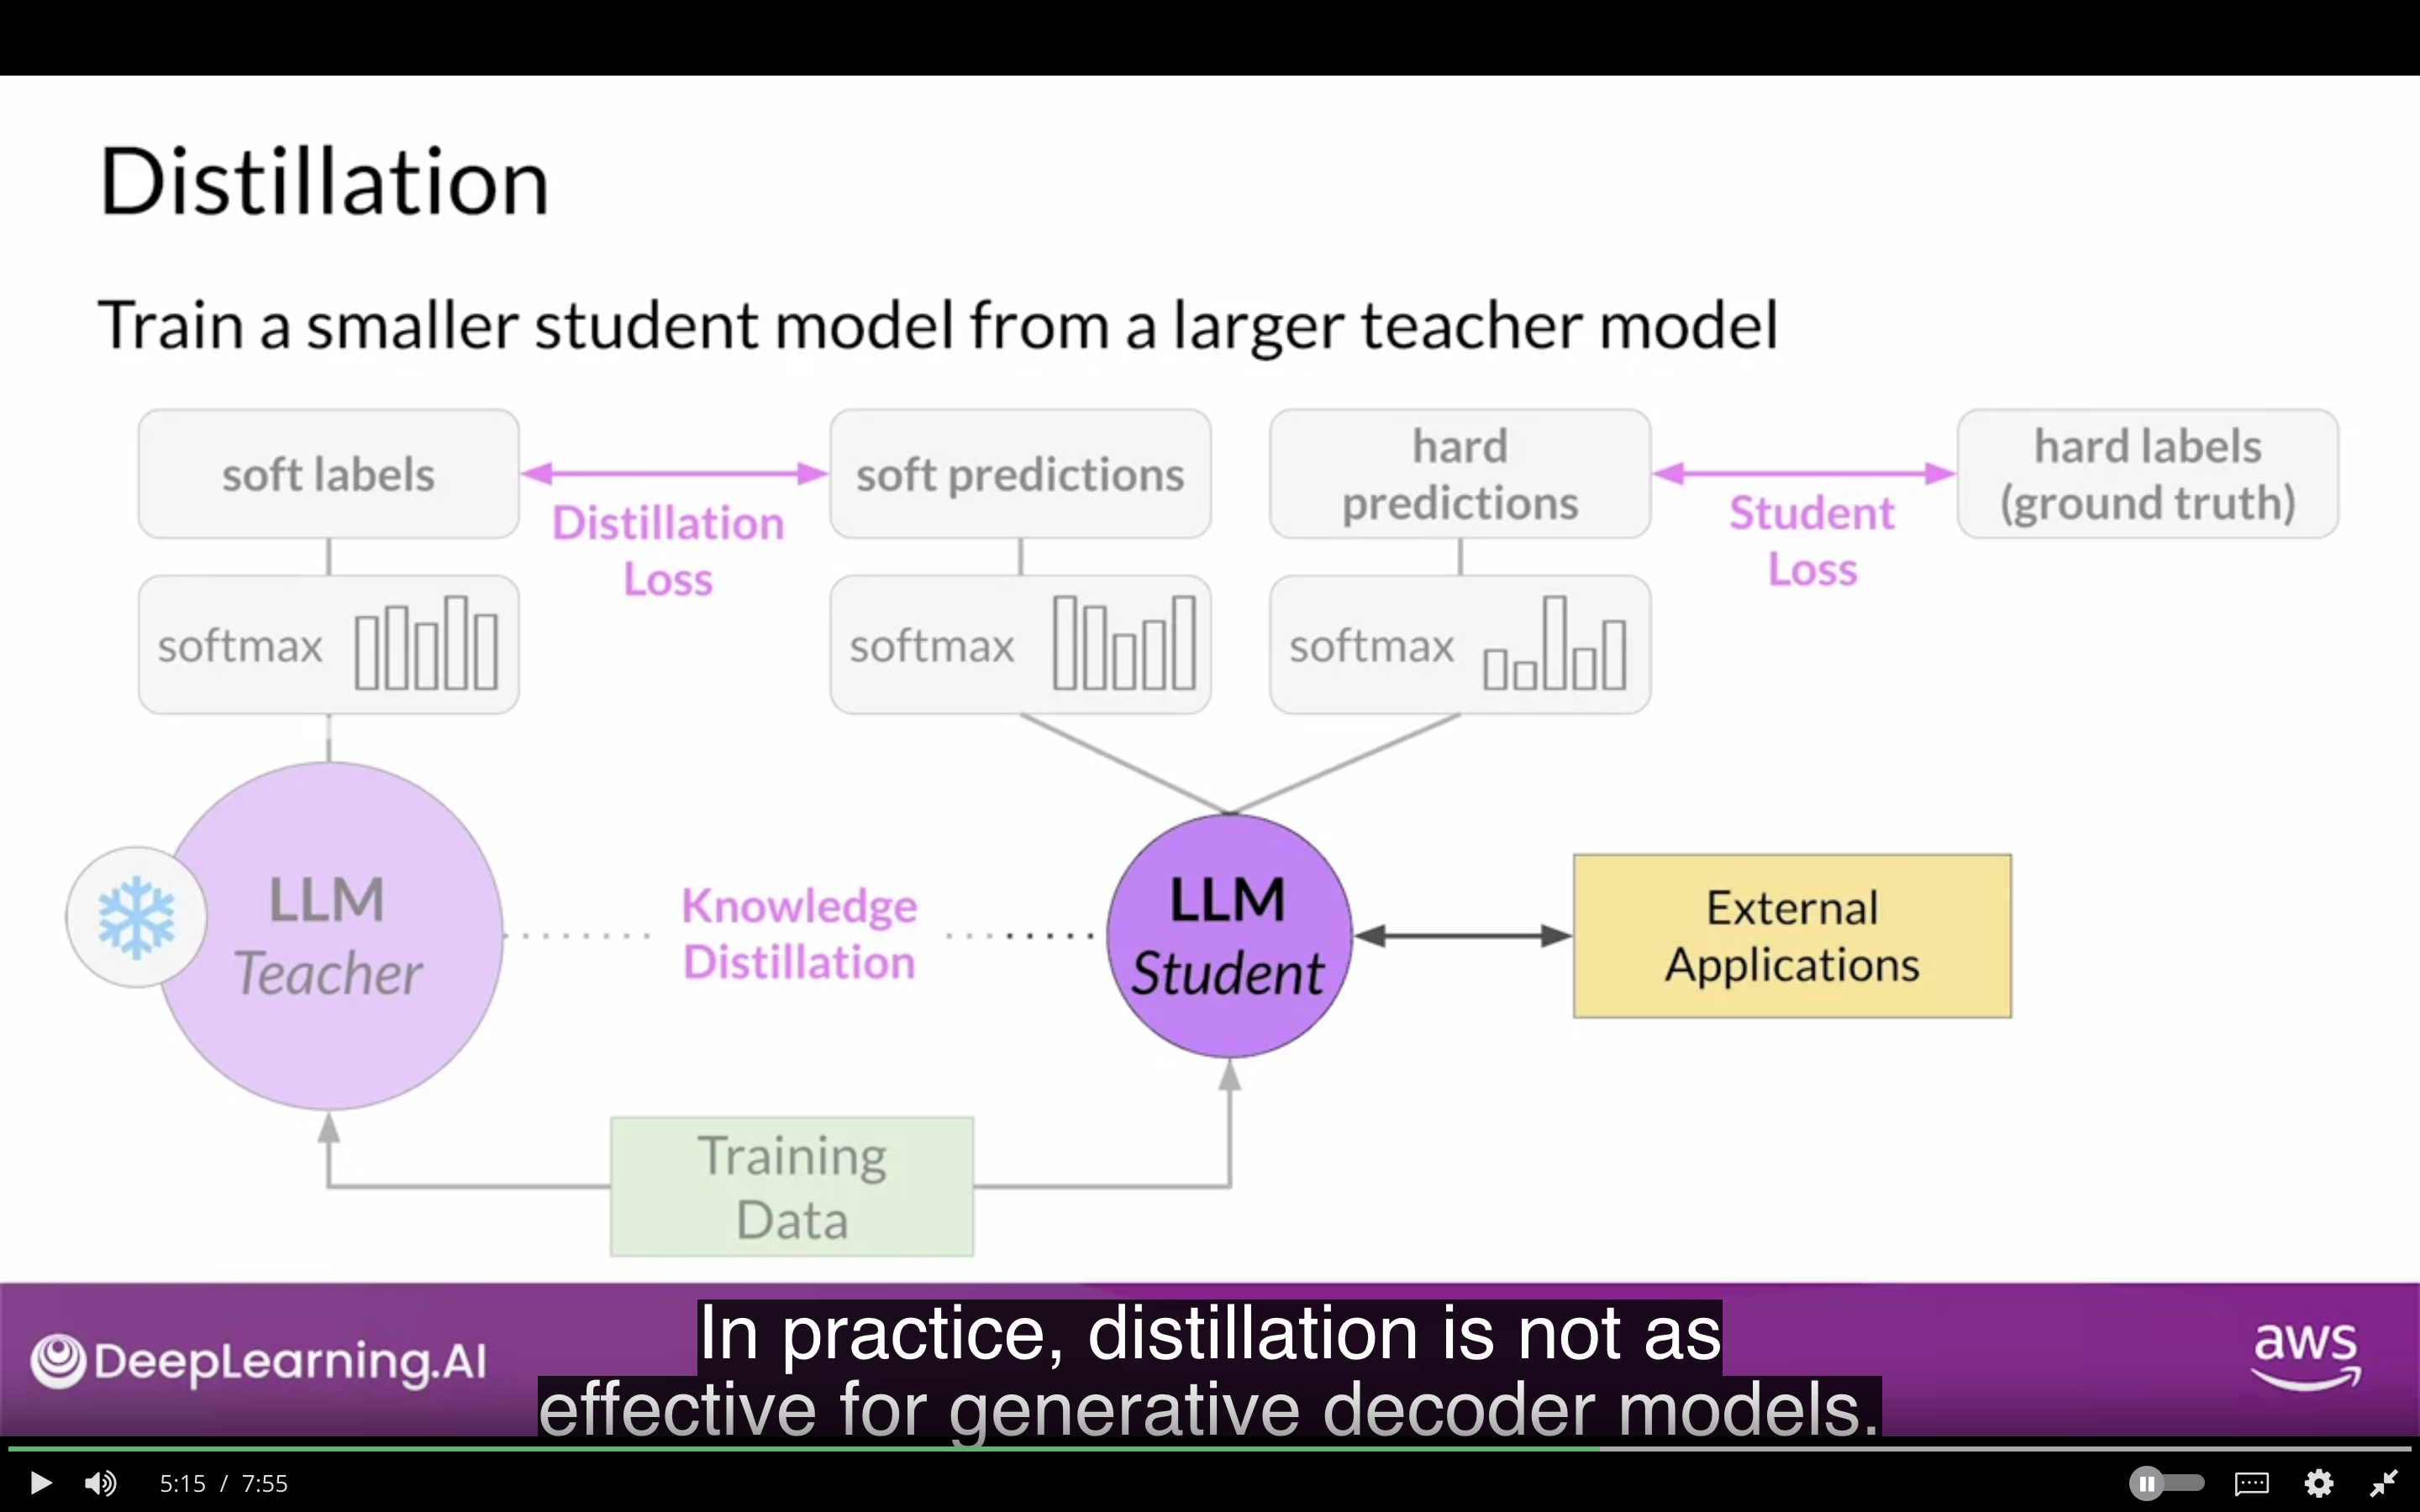 Distillation
Train a smaller student model from a larger teacher model
soft labels
Distillation
Loss
soft predictions
hard
predictions
Student
Loss
hard labels
(ground truth)
softmax
softmax
softmax
LLM
Teacher
Knowledge
Distillation
LLM
Student
External
Applications
Training
Data
DeepLearning.AI
In practice, distillation is not as
effective for generative decoder models.
aws
5:15 / 7:55